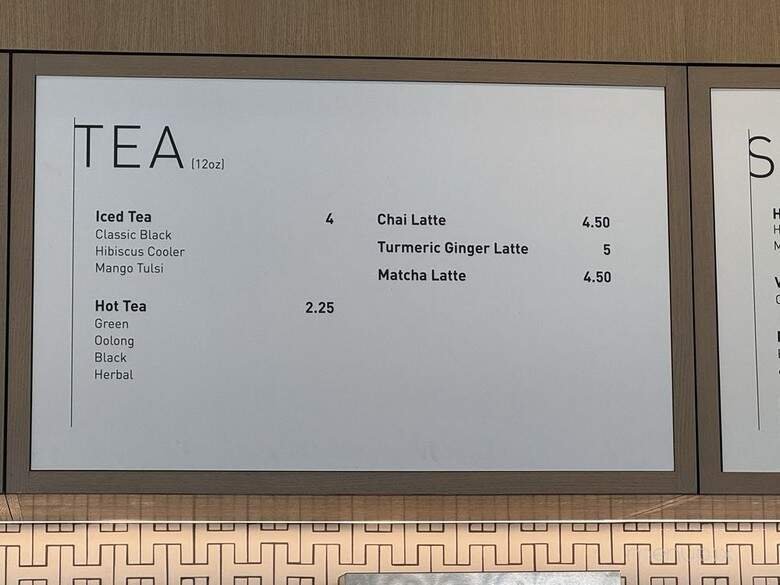 TEA (12oz)
Iced Tea 4
Classic Black
Hibiscus Cooler
Mango Tulsi
Hot Tea 2.25
Green
Oolong
Black
Herbal
Chai Latte 4.50
Turmeric Ginger Latte 5
Matcha Latte 4.50
S